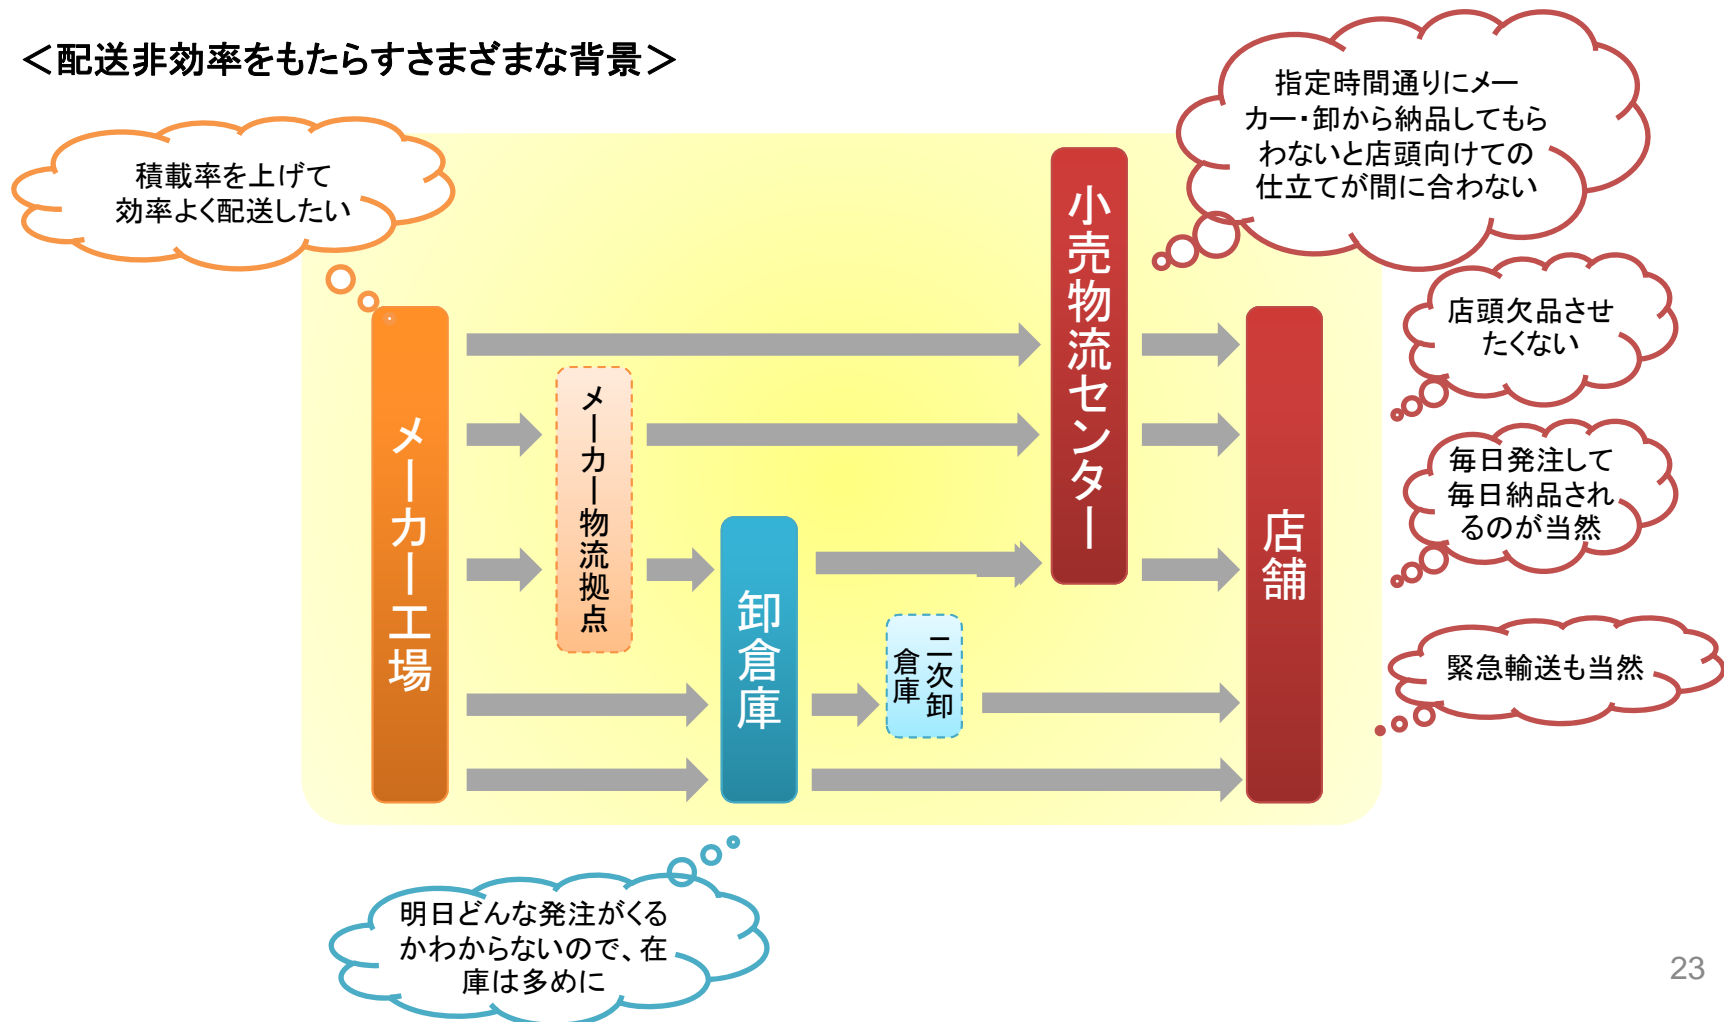 ＜配送非効率をもたらすさまざまな背景＞
積載率を上げて
効率よく配送したい
指定時間通りにメー
カー・卸から納品してもら
わないと店頭向けての
仕立てが間に合わない
店頭欠品させ
たくない
毎日発注して
毎日納品され
るのが当然
緊急輸送も当然
メーカー工場
メーカー物流拠点
卸倉庫
二次卸
倉庫
小売物流センター
店舗
明日どんな発注がくる
かわからないので、在
庫は多めに
23